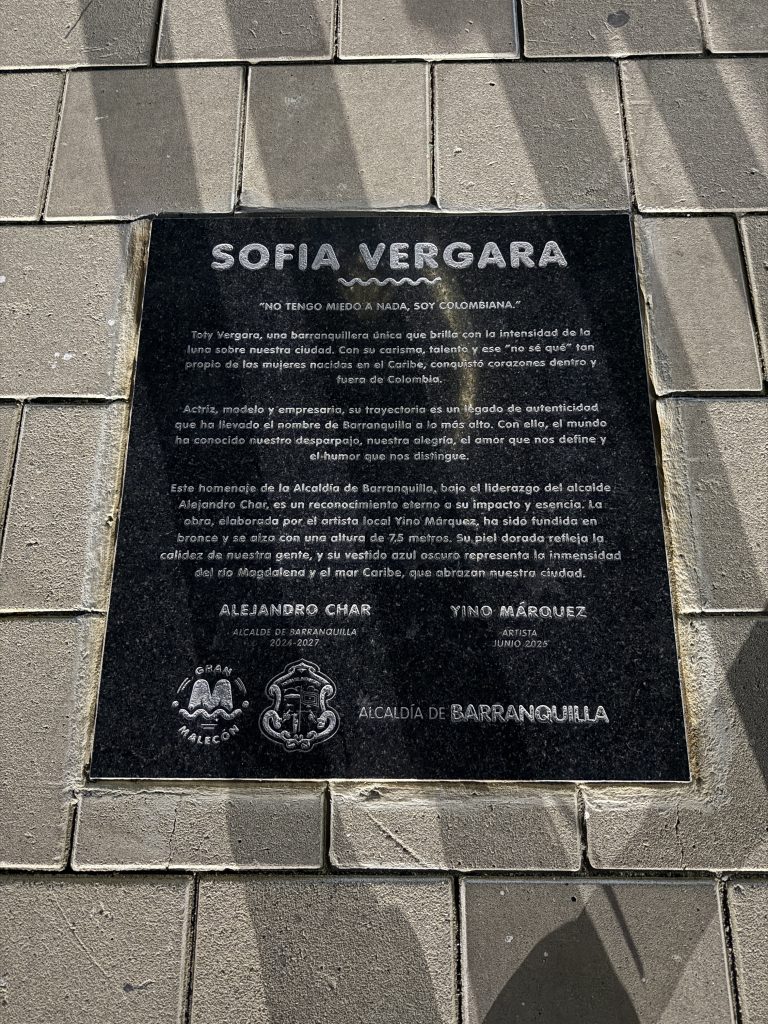 SOFIA VERGARA
"NO TENGO MIEDO A NADA, SOY COLOMBIANA."
Toty Vergara, una barranquillera única que brilla con la intensidad de la
luna sobre nuestra ciudad. Con su carisma, talento y ese "no sé qué" tan
propio de las mujeres nacidas en el Caribe, conquistó corazones dentro y
fuera de Colombia.
Actriz, modelo y empresaria, su trayectoria es un légado de autenticidad
que ha llevado el nombre de Barranquilla a lo más alto. Con ella, el mundo
ha conocido nuestro desparpajo, nuestra alegría, el amor que nos define y
el humor que nos distingue.
Este homenaje de la Alcaldía de Barranquilla, bajo el liderazgo del alcalde
Alejandro Char, es un reconocimiento eterno a su impacto y esencia. La
obra, elaborada por el artista local Yino Márquez, ha sido fundida en
bronce y se alza con una altura de 7,5 metros. Su piel dorada refleja la
calidez de nuestra gente, y su vestido azul oscuro representa la inmensidad
del río Magdalena y el mar Caribe, que abrazan nuestra ciudad.
ALEJANDRO CHAR
ALCALDE DE BARRANQUILLA
2024-2027
YINO MÁRQUEZ
ARTISTA
JUNIO 2025
GRAN
MALECÓN
ALCALDÍA DE BARRANQUILLA